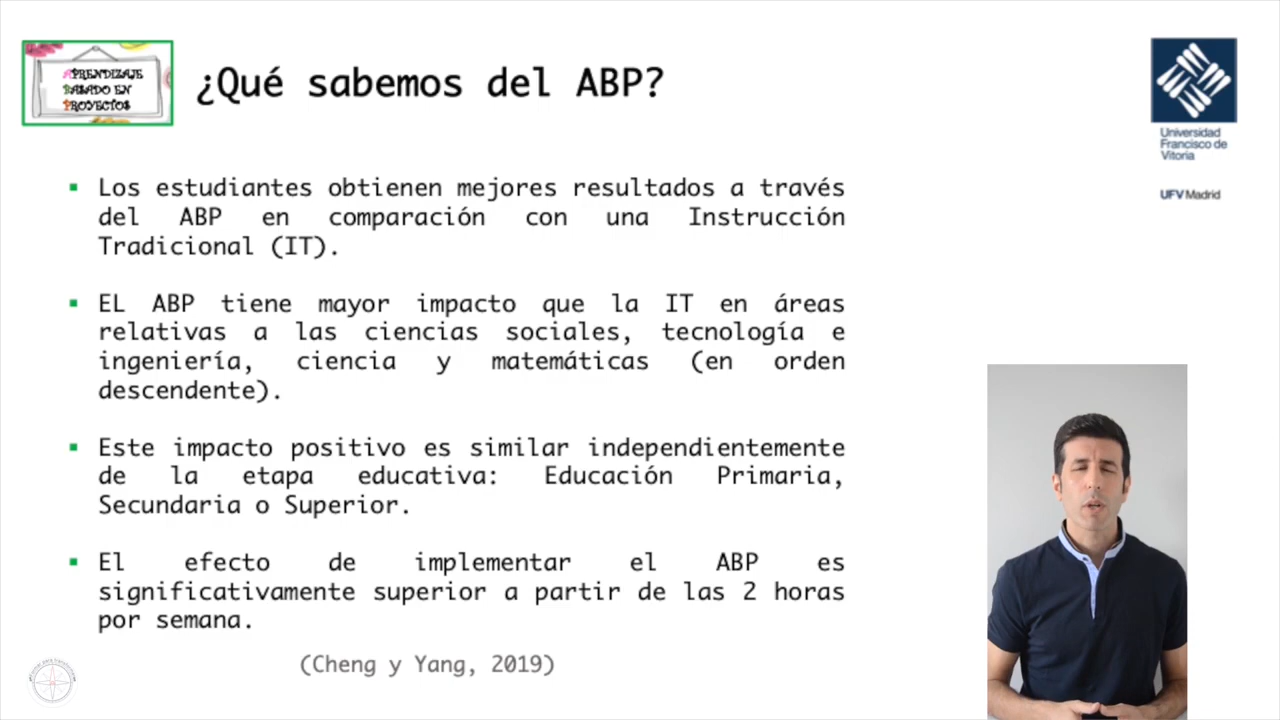 APRENDIZAJE
BASADO EN
PROYECTOS
¿Qué sabemos del ABP?
Universidad
Francisco de
Vitoria
UFV Madrid
Los estudiantes obtienen mejores resultados a través
del ABP en comparación con una Instrucción
Tradicional (IT).
EL ABP tiene mayor impacto que la IT en áreas
relativas a las ciencias sociales, tecnología e
ingeniería, ciencia y matemáticas (en orden
descendente).
Este impacto positivo es similar independientemente
de la etapa educativa: Educación Primaria,
Secundaria o Superior.
El efecto de implementar el ABP es
significativamente superior a partir de las 2 horas
por semana.
(Cheng y Yang, 2019)